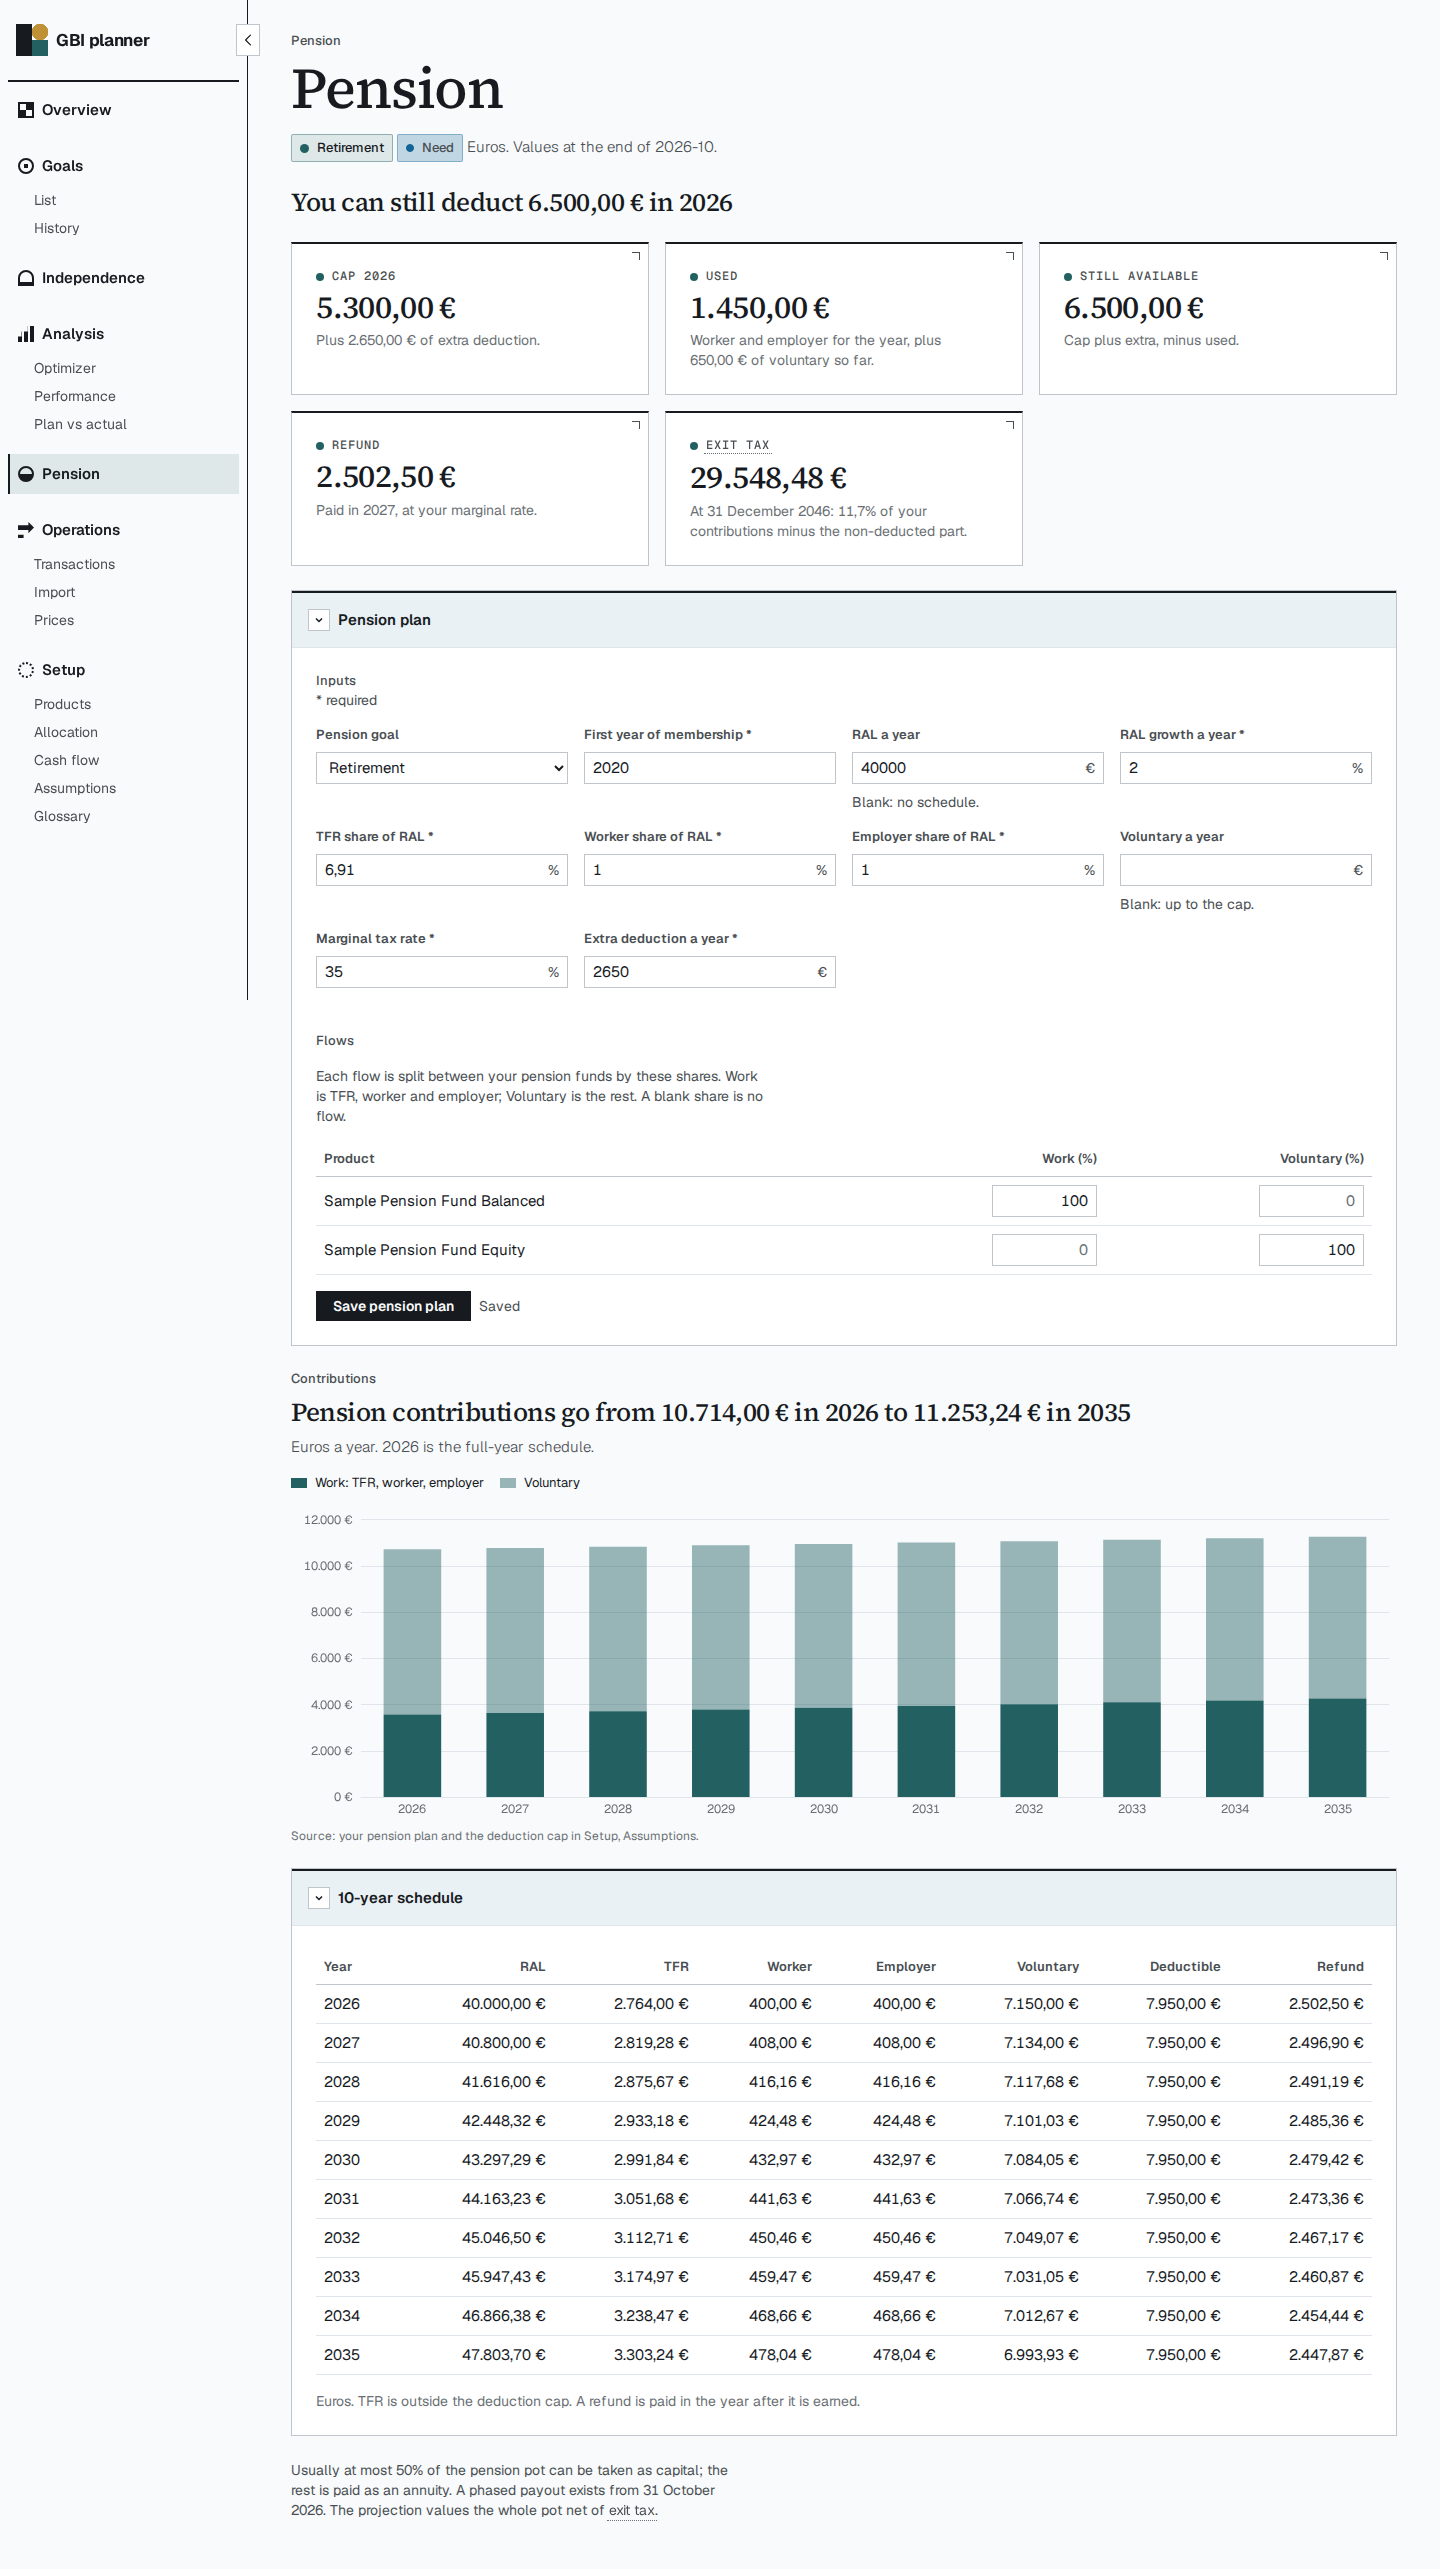 GBI planner
Overview
Goals
List
History
Independence
Analysis
Optimizer
Performance
Plan vs actual
Pension
Operations
Transactions
Import
Prices
Setup
Products
Allocation
Cash flow
Assumptions
Glossary
Pension
Pension
Retirement Need Euros. Values at the end of 2026-10.
You can still deduct 6.500,00 € in 2026
CAP 2026
5.300,00 €
Plus 2.650,00 € of extra deduction.
USED
1.450,00 €
Worker and employer for the year, plus
650,00 € of voluntary so far.
STILL AVAILABLE
6.500,00 €
Cap plus extra, minus used.
REFUND
2.502,50 €
Paid in 2027, at your marginal rate.
EXIT TAX
29.548,48 €
At 31 December 2046: 11,7% of your
contributions minus the non-deducted part.
Pension plan
Inputs
* required
Pension goal First year of membership * RAL a year RAL growth a year *
Retirement 2020 40000 € 2 %
Blank: no schedule.
TFR share of RAL * Worker share of RAL * Employer share of RAL * Voluntary a year
6,91 % 1 % 1 % €
Blank: up to the cap.
Marginal tax rate * Extra deduction a year *
35 % 2650 €
Flows
Each flow is split between your pension funds by these shares. Work
is TFR, worker and employer; Voluntary is the rest. A blank share is no
flow.
Product Work (%) Voluntary (%)
Sample Pension Fund Balanced 100 0
Sample Pension Fund Equity 0 100
Save pension plan Saved
Contributions
Pension contributions go from 10.714,00 € in 2026 to 11.253,24 € in 2035
Euros a year. 2026 is the full-year schedule.
Work: TFR, worker, employer Voluntary
12.000 €
10.000 €
8.000 €
6.000 €
4.000 €
2.000 €
0 €
2026 2027 2028 2029 2030 2031 2032 2033 2034 2035
Source: your pension plan and the deduction cap in Setup, Assumptions.
10-year schedule
Year RAL TFR Worker Employer Voluntary Deductible Refund
2026 40.000,00 € 2.764,00 € 400,00 € 400,00 € 7.150,00 € 7.950,00 € 2.502,50 €
2027 40.800,00 € 2.819,28 € 408,00 € 408,00 € 7.134,00 € 7.950,00 € 2.496,90 €
2028 41.616,00 € 2.875,67 € 416,16 € 416,16 € 7.117,68 € 7.950,00 € 2.491,19 €
2029 42.448,32 € 2.933,18 € 424,48 € 424,48 € 7.101,03 € 7.950,00 € 2.485,36 €
2030 43.297,29 € 2.991,84 € 432,97 € 432,97 € 7.084,05 € 7.950,00 € 2.479,42 €
2031 44.163,23 € 3.051,68 € 441,63 € 441,63 € 7.066,74 € 7.950,00 € 2.473,36 €
2032 45.046,50 € 3.112,71 € 450,46 € 450,46 € 7.049,07 € 7.950,00 € 2.467,17 €
2033 45.947,43 € 3.174,97 € 459,47 € 459,47 € 7.031,05 € 7.950,00 € 2.460,87 €
2034 46.866,38 € 3.238,47 € 468,66 € 468,66 € 7.012,67 € 7.950,00 € 2.454,44 €
2035 47.803,70 € 3.303,24 € 478,04 € 478,04 € 6.993,93 € 7.950,00 € 2.447,87 €
Euros. TFR is outside the deduction cap. A refund is paid in the year after it is earned.
Usually at most 50% of the pension pot can be taken as capital; the
rest is paid as an annuity. A phased payout exists from 31 October
2026. The projection values the whole pot net of exit tax.